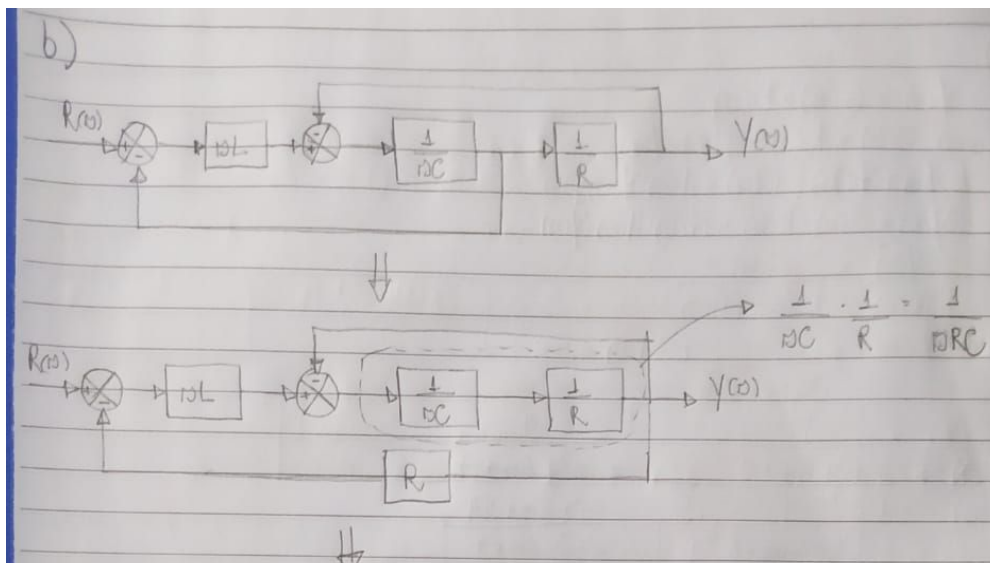 b)
R(s) + - sL + - 1/sC 1/R Y(s)
⇓
1/sC · 1/R = 1/sRC
R(s) + - sL + - 1/sC 1/R Y(s)
R
⇓